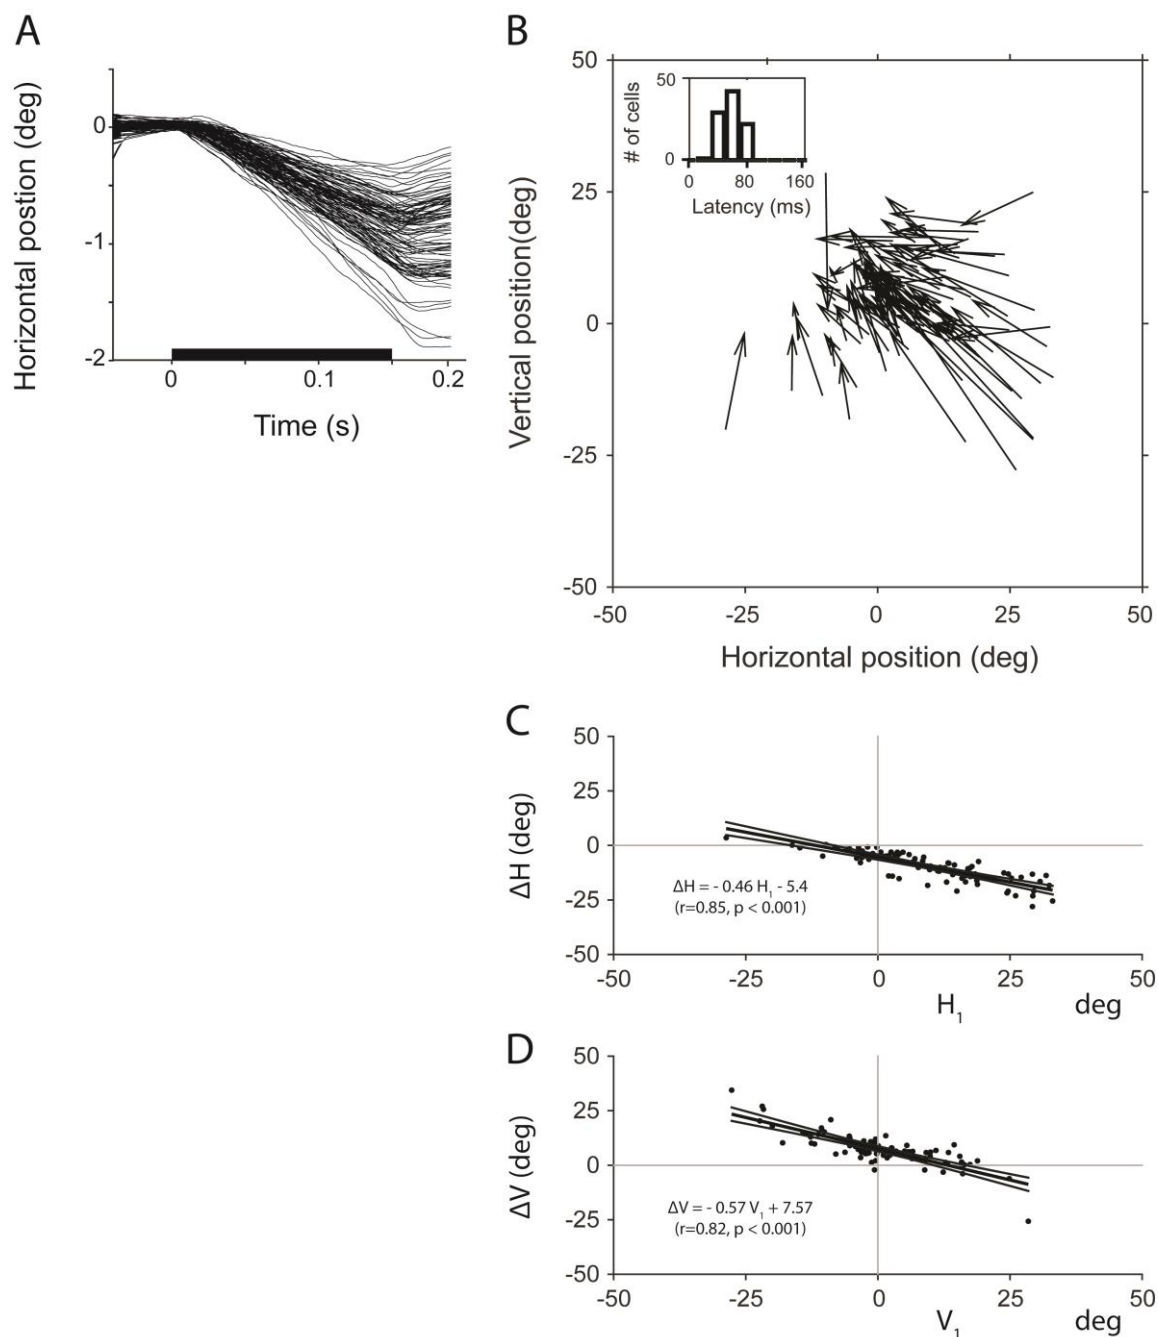 A
Horizontal postion (deg)
0
-1
-2
0
0.1
0.2
Time (s)
B
Vertical position(deg)
50
25
0
-25
-50
-50
-25
0
25
50
Horizontal position (deg)
# of cells
50
0
0
80
160
Latency (ms)
C
ΔH (deg)
50
25
0
-25
-50
ΔH = - 0.46 H₁ - 5.4
(r=0.85, p < 0.001)
-50
-25
0
25
50
H₁
deg
D
ΔV (deg)
50
25
0
-25
-50
ΔV = - 0.57 V₁ + 7.57
(r=0.82, p < 0.001)
-50
-25
0
25
50
V₁
deg